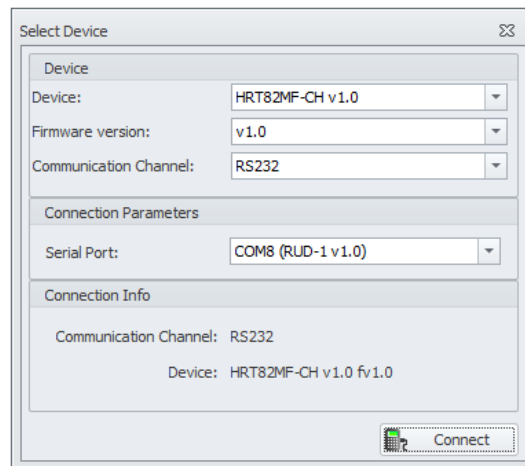 Select Device
Device
Device: HRT82MF-CH v1.0
Firmware version: v1.0
Communication Channel: RS232
Connection Parameters
Serial Port: COM8 (RUD-1 v1.0)
Connection Info
Communication Channel: RS232
Device: HRT82MF-CH v1.0 fv1.0
Connect